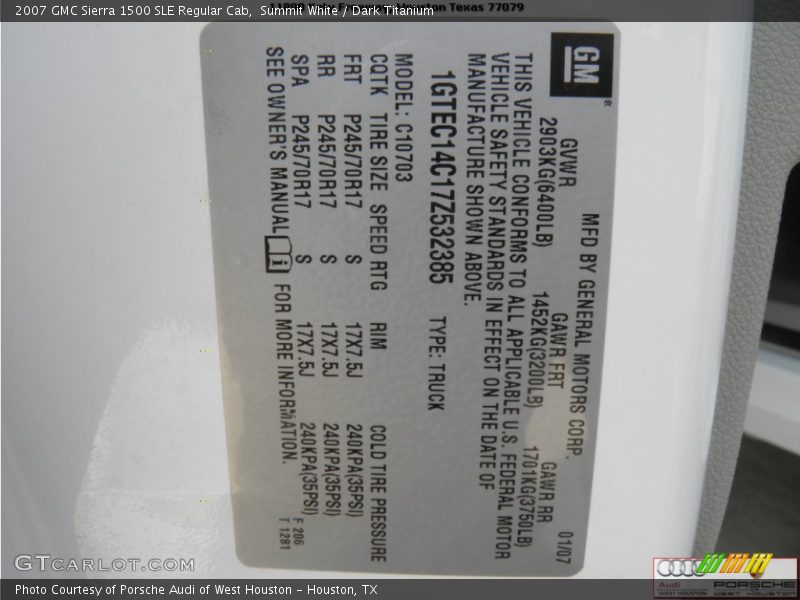 2007 GMC Sierra 1500 SLE Regular Cab, Summit White / Dark Titanium
Houston Texas 77079
GM
®
MFD BY GENERAL MOTORS CORP. 01/07
GVWR GAWR FRT GAWR RR
2903KG(6400LB) 1452KG(3200LB) 1701KG(3750LB)
THIS VEHICLE CONFORMS TO ALL APPLICABLE U.S. FEDERAL MOTOR
VEHICLE SAFETY STANDARDS IN EFFECT ON THE DATE OF
MANUFACTURE SHOWN ABOVE.
1GTEC14C17Z532385 TYPE: TRUCK
MODEL: C10703
CQTK TIRE SIZE SPEED RTG RIM COLD TIRE PRESSURE
FRT P245/70R17 S 17X7.5J 240KPA(35PSI)
RR P245/70R17 S 17X7.5J 240KPA(35PSI)
SPA P245/70R17 S 17X7.5J 240KPA(35PSI)
SEE OWNER'S MANUAL i FOR MORE INFORMATION.
F 206
T 1281
GTCARLOT.COM
Audi PORSCHE
WEST HOUSTON WEST HOUSTON
Photo Courtesy of Porsche Audi of West Houston – Houston, TX